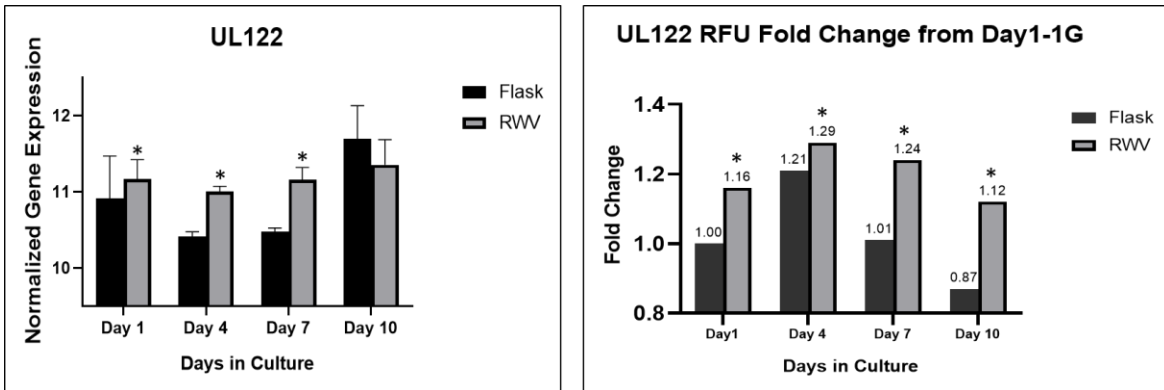 UL122
Normalized Gene Expression
12
11
10
*
*
*
Day 1
Day 4
Day 7
Day 10
Days in Culture
Flask
RWV
UL122 RFU Fold Change from Day1-1G
Fold Change
1.4
1.2
1.0
0.8
1.00
*
1.16
1.21
*
1.29
1.01
*
1.24
0.87
*
1.12
Day1
Day 4
Day 7
Day 10
Days in Culture
Flask
RWV